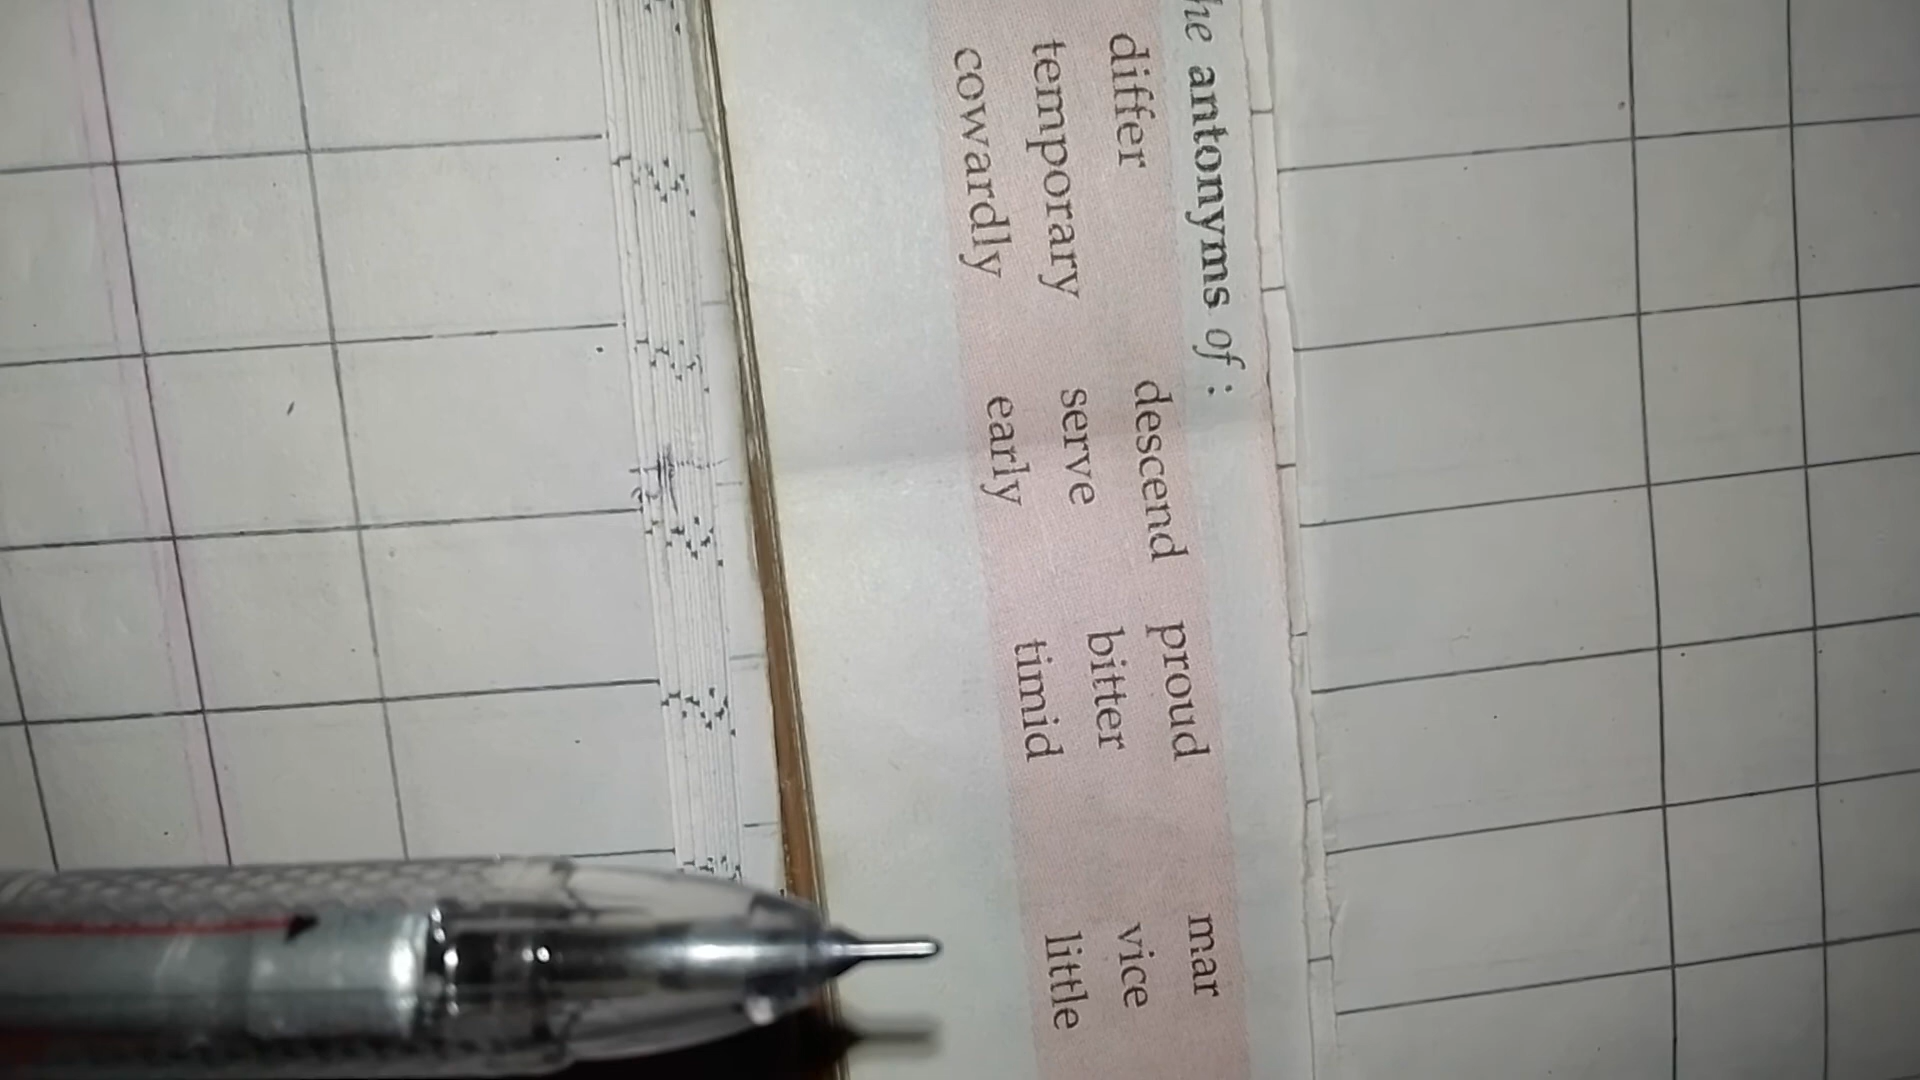 he antonyms of :
differ descend proud mar
temporary serve bitter vice
cowardly early timid little